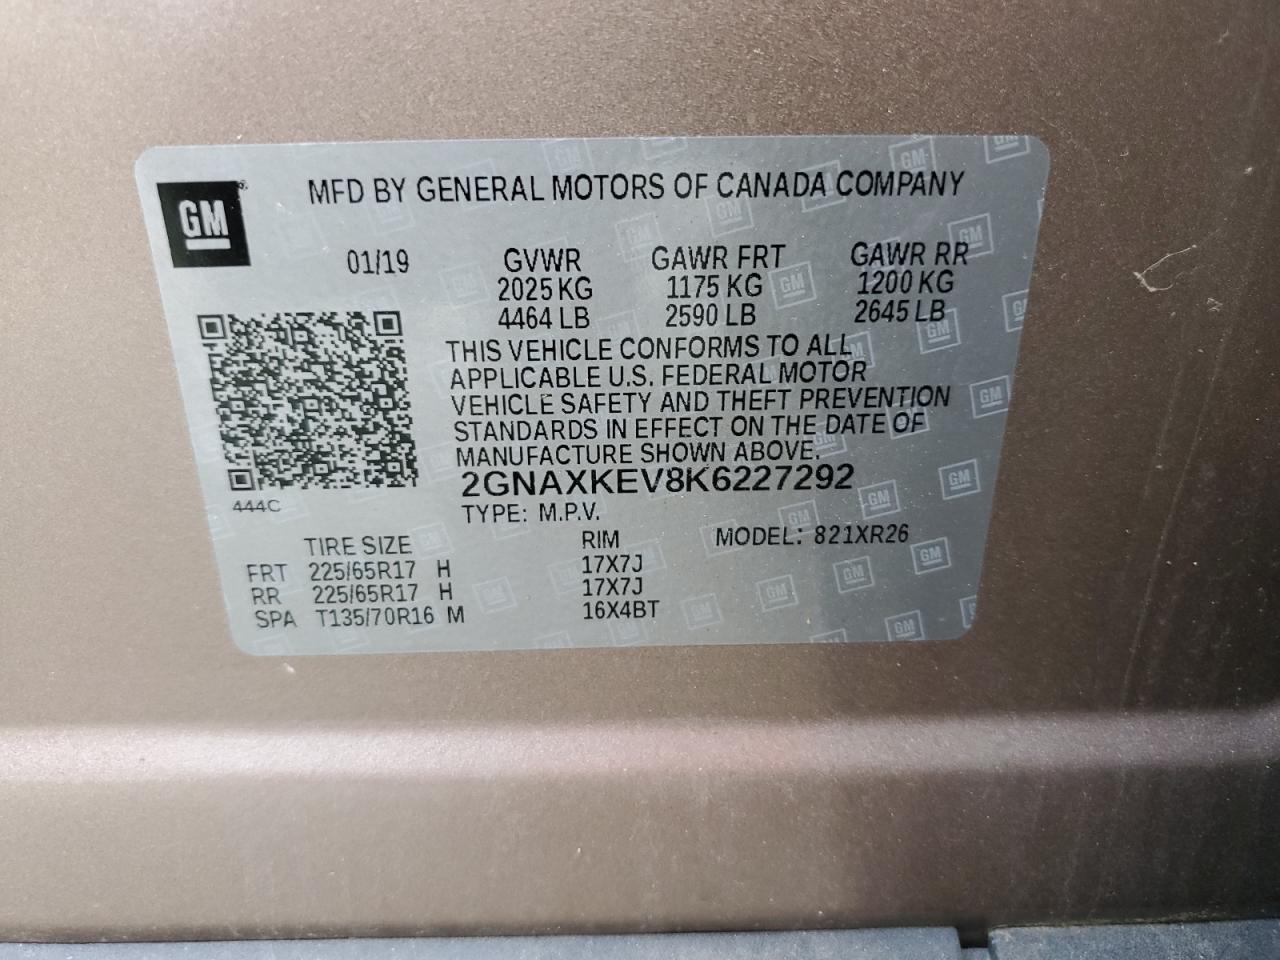 GM
MFD BY GENERAL MOTORS OF CANADA COMPANY
01/19 GVWR GAWR FRT GAWR RR
2025 KG 1175 KG 1200 KG
4464 LB 2590 LB 2645 LB
THIS VEHICLE CONFORMS TO ALL
APPLICABLE U.S. FEDERAL MOTOR
VEHICLE SAFETY AND THEFT PREVENTION
STANDARDS IN EFFECT ON THE DATE OF
MANUFACTURE SHOWN ABOVE.
2GNAXKEV8K6227292
444C
TYPE: M.P.V.
TIRE SIZE RIM MODEL: 821XR26
FRT 225/65R17 H 17X7J
RR 225/65R17 H 17X7J
SPA T135/70R16 M 16X4BT